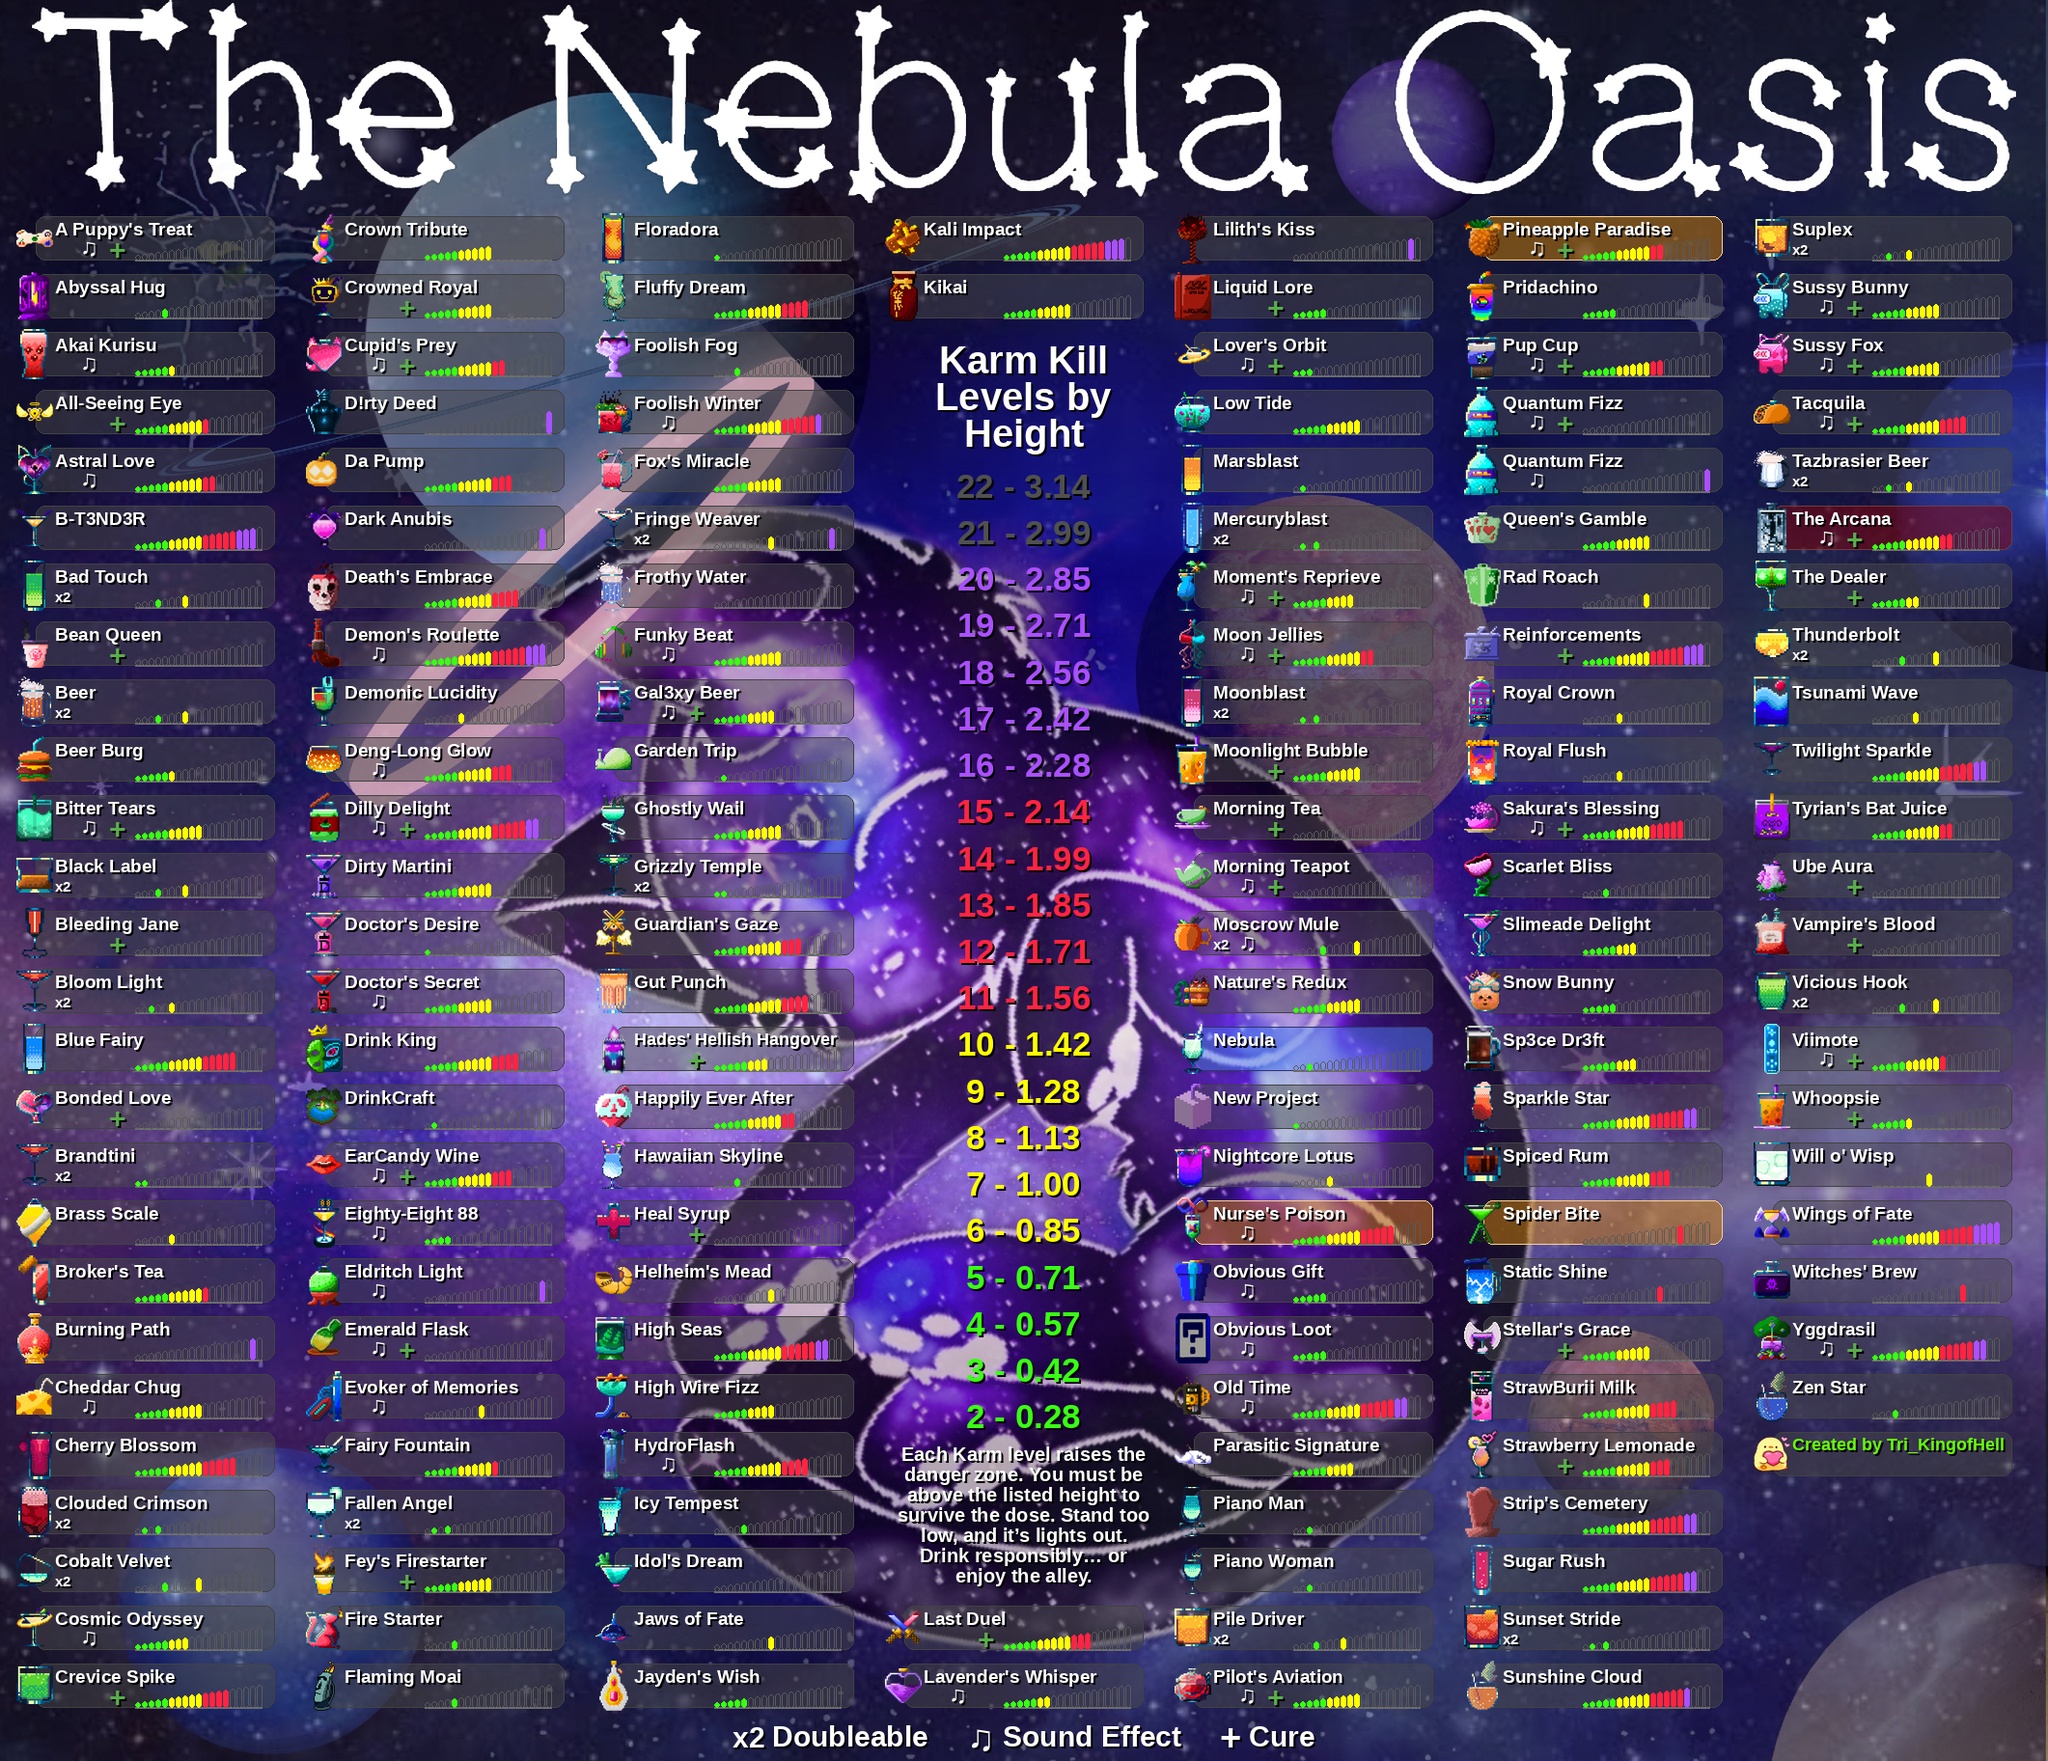 The Nebula Oasis
A Puppy's Treat
♫ +
Abyssal Hug
Akai Kurisu
♫
All-Seeing Eye
+
Astral Love
♫
B-T3ND3R
Bad Touch
x2
Bean Queen
+
Beer
x2
Beer Burg
Bitter Tears
♫ +
Black Label
x2
Bleeding Jane
+
Bloom Light
x2
Blue Fairy
Bonded Love
+
Brandtini
x2
Brass Scale
Broker's Tea
Burning Path
Cheddar Chug
♫
Cherry Blossom
Clouded Crimson
x2
Cobalt Velvet
x2
Cosmic Odyssey
♫
Crevice Spike
+
Crown Tribute
Crowned Royal
+
Cupid's Prey
♫ +
D!rty Deed
Da Pump
Dark Anubis
Death's Embrace
Demon's Roulette
♫
Demonic Lucidity
Deng-Long Glow
♫
Dilly Delight
♫ +
Dirty Martini
Doctor's Desire
Doctor's Secret
♫
Drink King
DrinkCraft
EarCandy Wine
♫ +
Eighty-Eight 88
♫
Eldritch Light
♫
Emerald Flask
♫ +
Evoker of Memories
♫
Fairy Fountain
Fallen Angel
x2
Fey's Firestarter
+
Fire Starter
Flaming Moai
Floradora
Fluffy Dream
Foolish Fog
Foolish Winter
♫
Fox's Miracle
Fringe Weaver
x2
Frothy Water
Funky Beat
♫
Gal3xy Beer
♫ +
Garden Trip
Ghostly Wail
Grizzly Temple
x2
Guardian's Gaze
Gut Punch
Hades' Hellish Hangover
+
Happily Ever After
Hawaiian Skyline
Heal Syrup
+
Helheim's Mead
High Seas
High Wire Fizz
HydroFlash
♫
Icy Tempest
Idol's Dream
Jaws of Fate
Jayden's Wish
Kali Impact
Kikai
Karm Kill
Levels by
Height
22 - 3.14
21 - 2.99
20 - 2.85
19 - 2.71
18 - 2.56
17 - 2.42
16 - 2.28
15 - 2.14
14 - 1.99
13 - 1.85
12 - 1.71
11 - 1.56
10 - 1.42
9 - 1.28
8 - 1.13
7 - 1.00
6 - 0.85
5 - 0.71
4 - 0.57
3 - 0.42
2 - 0.28
Each Karm level raises the
danger zone. You must be
above the listed height to
survive the dose. Stand too
low, and it's lights out.
Drink responsibly... or
enjoy the alley.
Last Duel
+
Lavender's Whisper
♫
Lilith's Kiss
Liquid Lore
+
Lover's Orbit
♫ +
Low Tide
Marsblast
Mercuryblast
x2
Moment's Reprieve
♫ +
Moon Jellies
♫ +
Moonblast
x2
Moonlight Bubble
+
Morning Tea
+
Morning Teapot
♫ +
Moscrow Mule
x2 ♫
Nature's Redux
Nebula
New Project
Nightcore Lotus
Nurse's Poison
♫
Obvious Gift
♫
Obvious Loot
♫
Old Time
♫
Parasitic Signature
Piano Man
Piano Woman
Pile Driver
x2
Pilot's Aviation
♫ +
Pineapple Paradise
♫ +
Pridachino
Pup Cup
♫ +
Quantum Fizz
♫ +
Quantum Fizz
♫
Queen's Gamble
Rad Roach
Reinforcements
+
Royal Crown
Royal Flush
Sakura's Blessing
♫ +
Scarlet Bliss
Slimeade Delight
Snow Bunny
Sp3ce Dr3ft
Sparkle Star
Spiced Rum
Spider Bite
Static Shine
Stellar's Grace
+
StrawBurii Milk
Strawberry Lemonade
+
Strip's Cemetery
Sugar Rush
Sunset Stride
x2
Sunshine Cloud
Suplex
x2
Sussy Bunny
♫ +
Sussy Fox
♫ +
Tacquila
♫ +
Tazbrasier Beer
x2
The Arcana
♫ +
The Dealer
+
Thunderbolt
x2
Tsunami Wave
Twilight Sparkle
Tyrian's Bat Juice
Ube Aura
+
Vampire's Blood
+
Vicious Hook
x2
Viimote
♫ +
Whoopsie
+
Will o' Wisp
Wings of Fate
Witches' Brew
Yggdrasil
♫ +
Zen Star
Created by Tri_KingofHell
x2 Doubleable ♫ Sound Effect + Cure